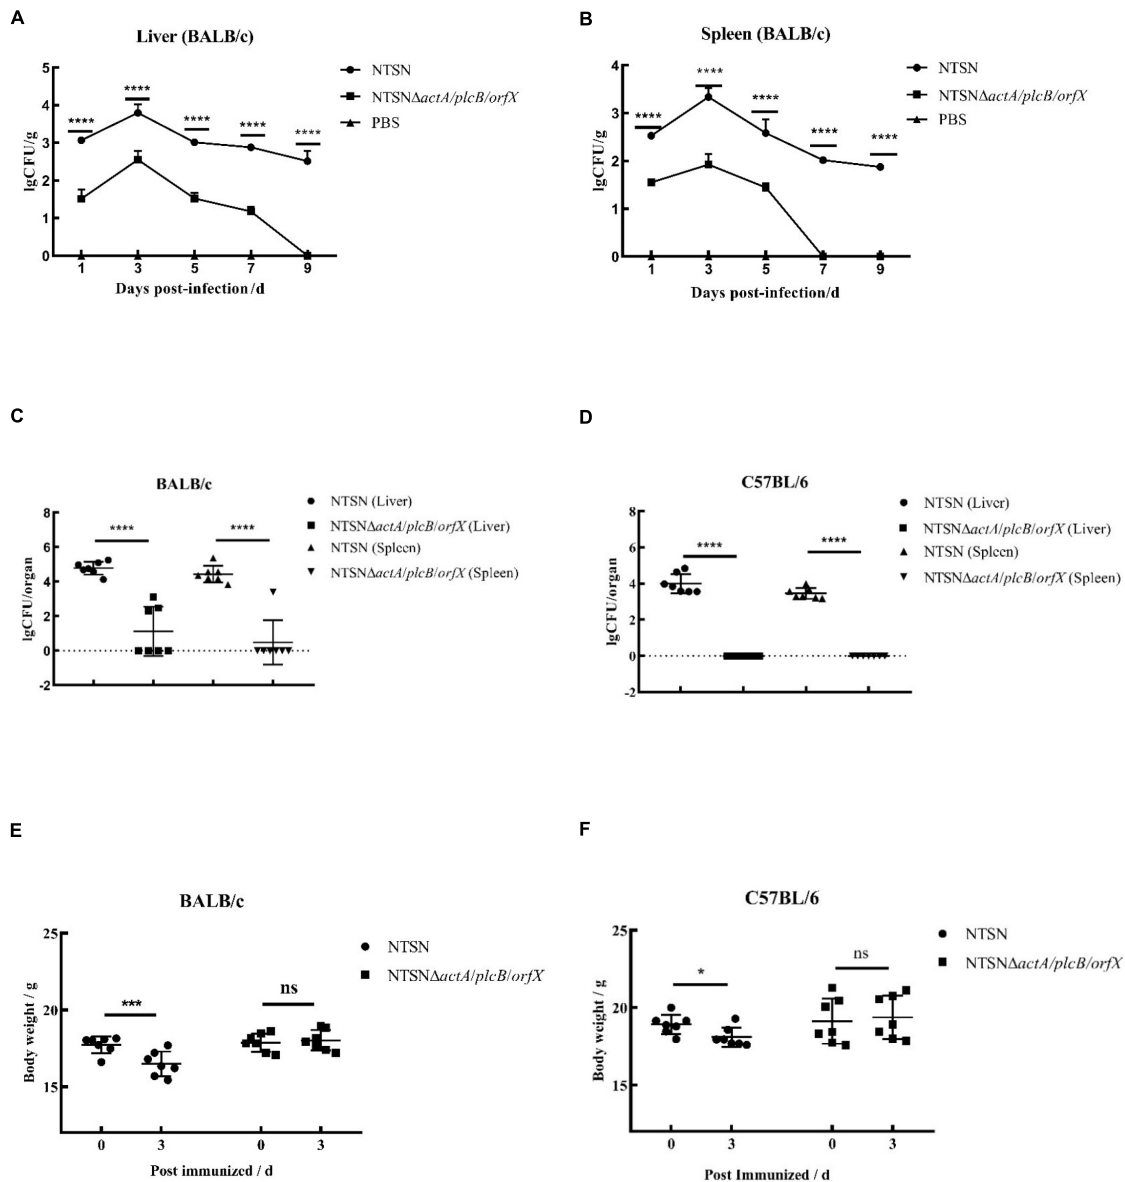 A
Liver (BALB/c)
NTSN
NTSNΔactA/plcB/orfX
PBS
lgCFU/g
5
4
3
2
1
0
****
****
****
****
****
1 3 5 7 9
Days post-infection/d
B
Spleen (BALB/c)
NTSN
NTSNΔactA/plcB/orfX
PBS
lgCFU/g
4
3
2
1
0
****
****
****
****
****
1 3 5 7 9
Days post-infection/d
C
BALB/c
NTSN (Liver)
NTSNΔactA/plcB/orfX (Liver)
NTSN (Spleen)
NTSNΔactA/plcB/orfX (Spleen)
lgCFU/organ
8
6
4
2
0
-2
**** ****
D
C57BL/6
NTSN (Liver)
NTSNΔactA/plcB/orfX (Liver)
NTSN (Spleen)
NTSNΔactA/plcB/orfX (Spleen)
lgCFU/organ
8
6
4
2
0
-2
**** ****
E
BALB/c
NTSN
NTSNΔactA/plcB/orfX
Body weight / g
25
20
15
*** ns
0 3 0 3
Post immunized / d
F
C57BL/6
NTSN
NTSNΔactA/plcB/orfX
Body weight / g
25
20
15
* ns
0 3 0 3
Post Immunized / d